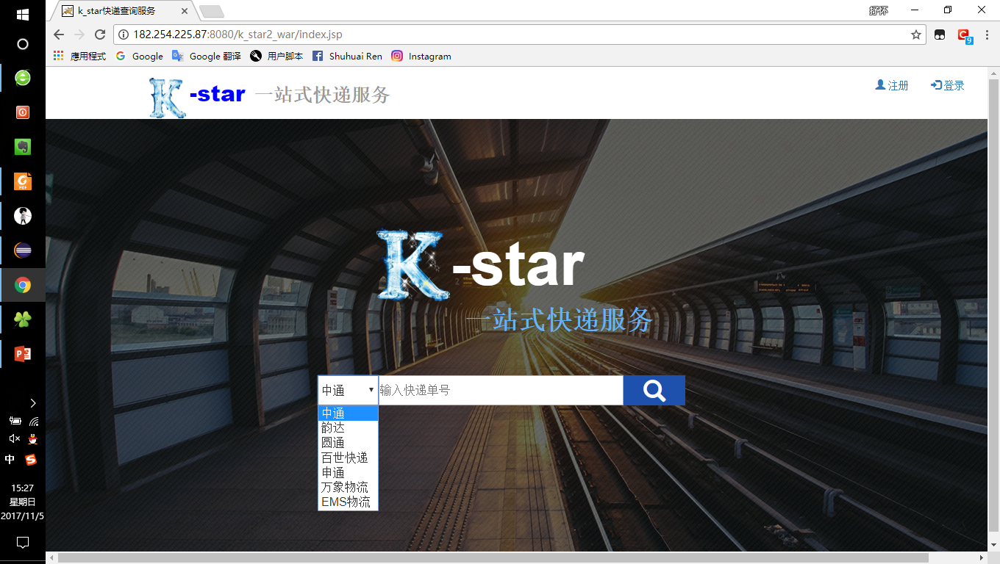 k_star快递查询服务
舒怀
182.254.225.87:8080/k_star2_war/index.jsp
應用程式
Google
Google 翻译
用户脚本
Shuhuai Ren
Instagram
9
K-star 一站式快递服务
注册
登录
K-star
一站式快递服务
中通
输入快递单号
中通
韵达
圆通
百世快递
申通
万象物流
EMS物流
PDF
中
15:27
星期日
2017/11/5